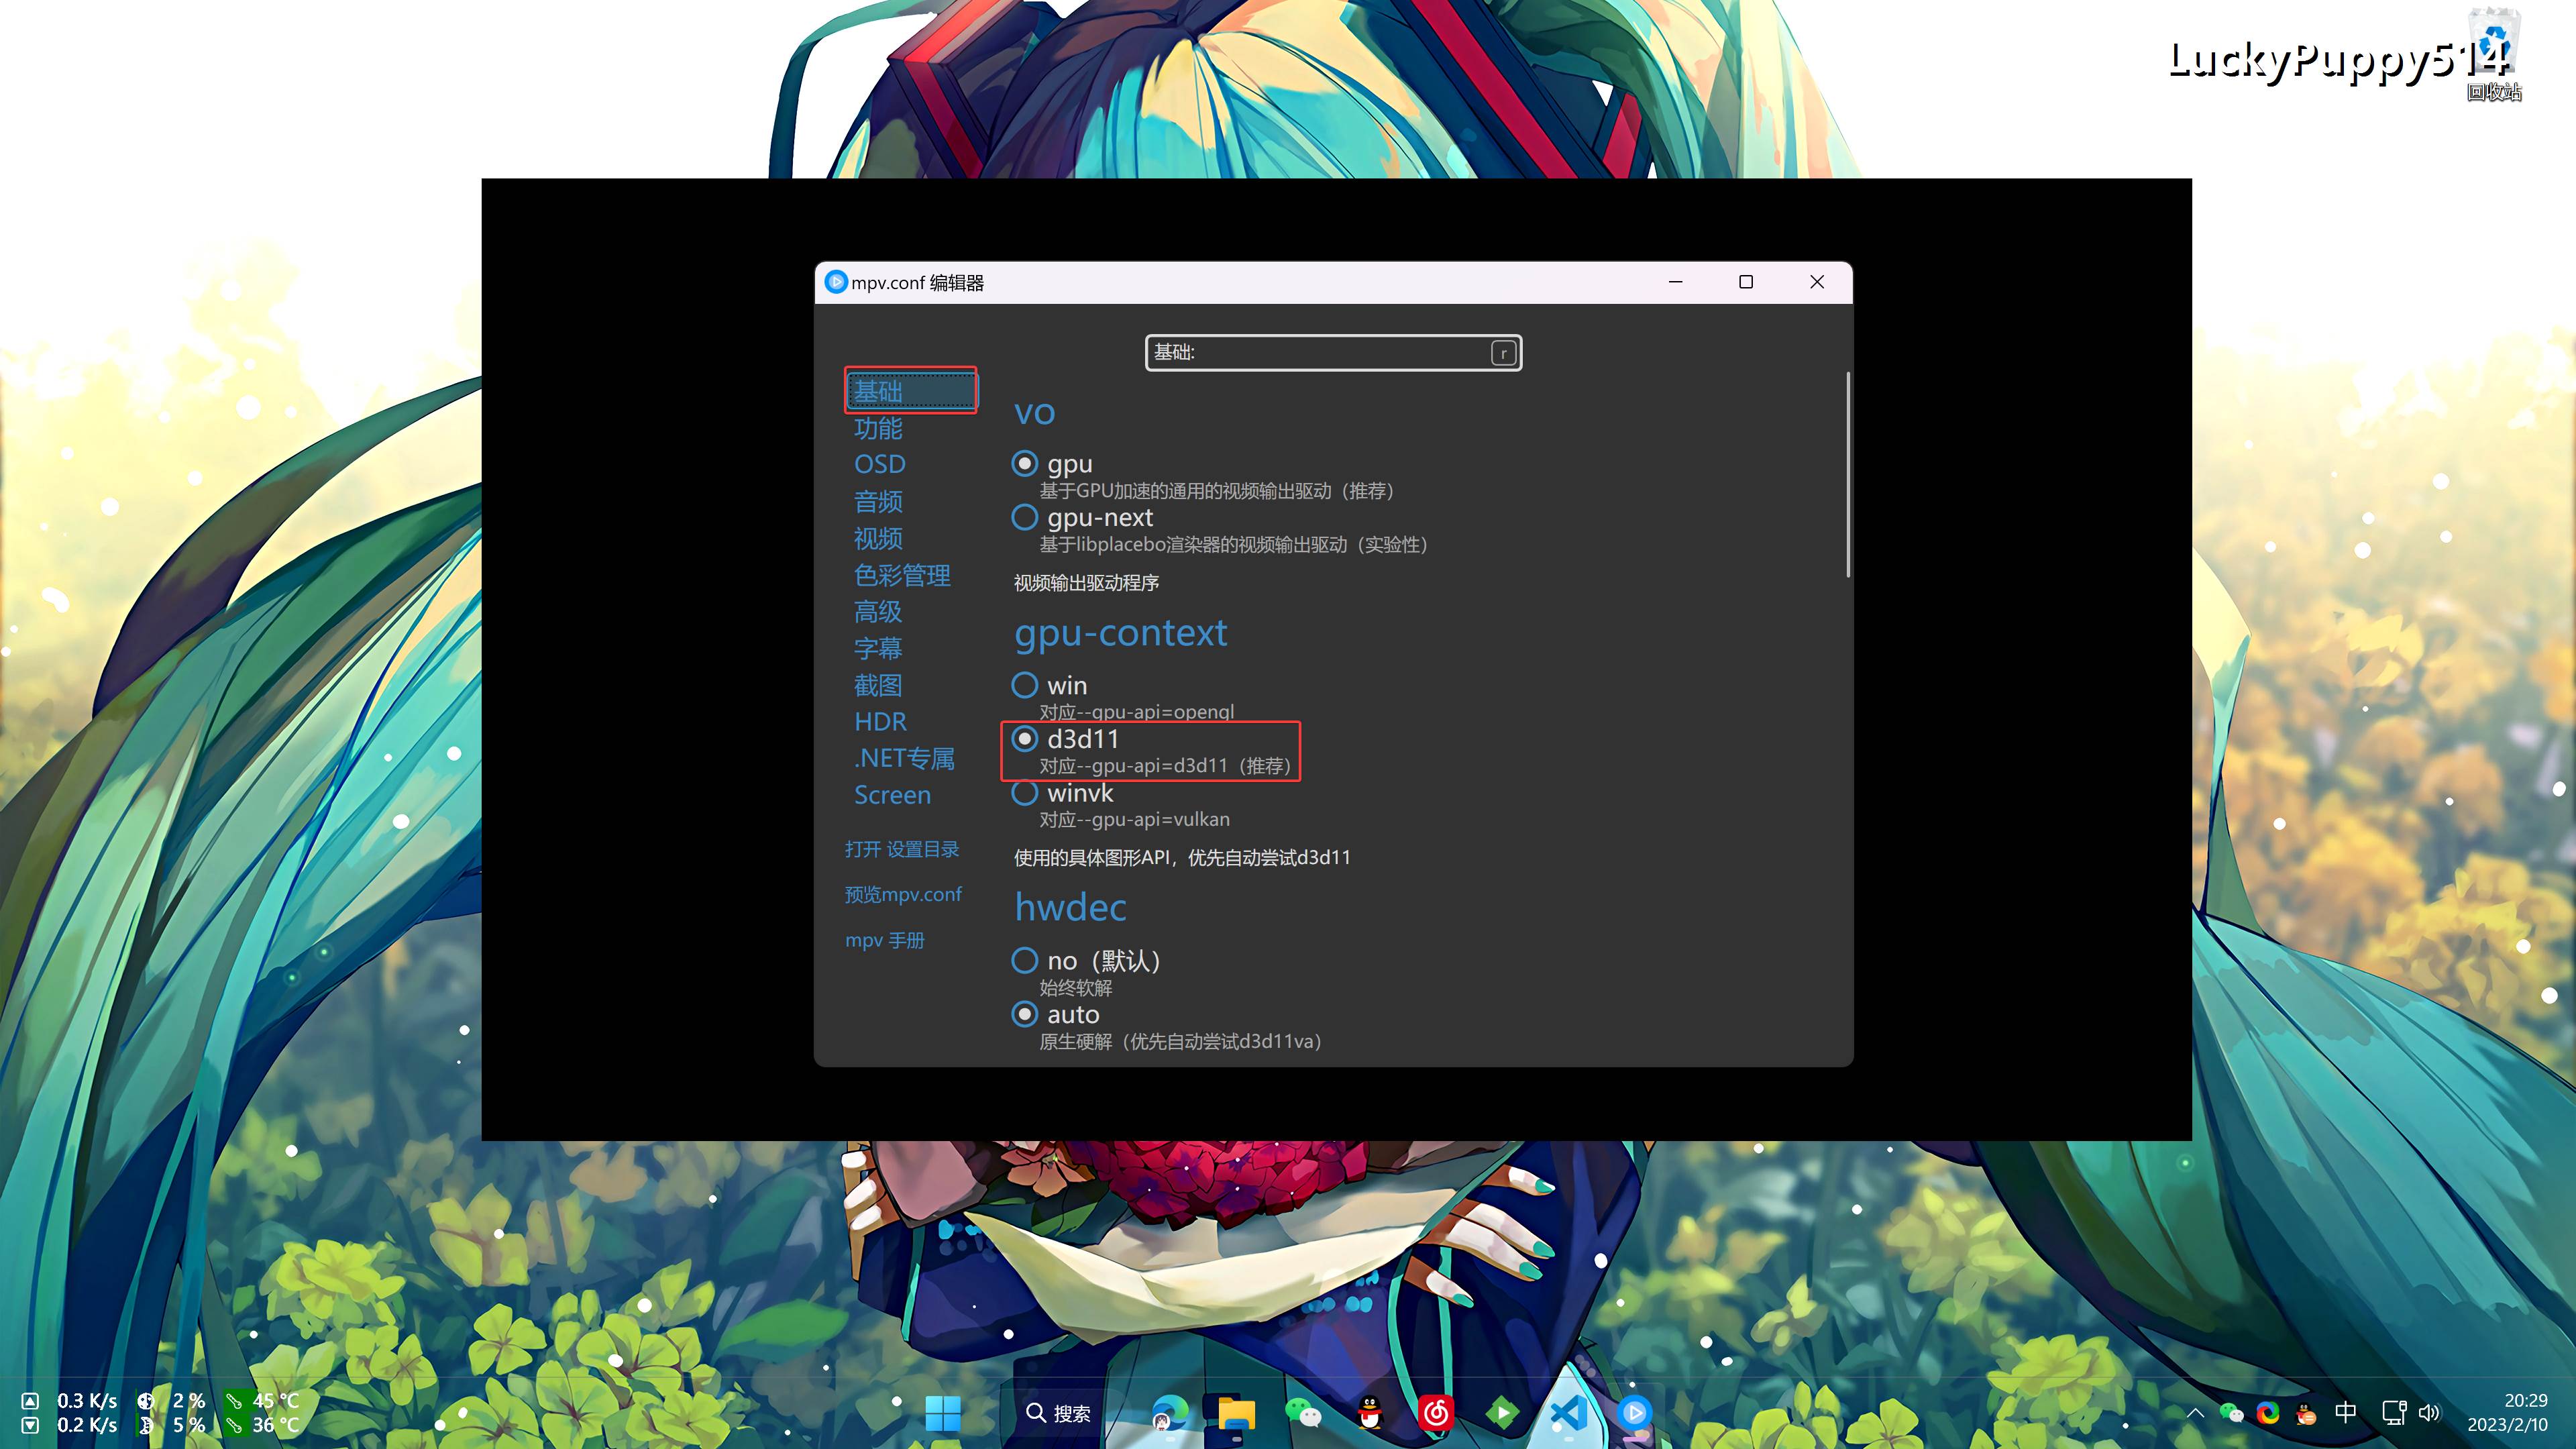 LuckyPuppy514
回收站
mpv.conf 编辑器
基础:
r
基础
功能
OSD
音频
视频
色彩管理
高级
字幕
截图
HDR
.NET专属
Screen
打开 设置目录
预览mpv.conf
mpv 手册
vo
gpu
基于GPU加速的通用的视频输出驱动（推荐）
gpu-next
基于libplacebo渲染器的视频输出驱动（实验性）
视频输出驱动程序
gpu-context
win
对应--gpu-api=opengl
d3d11
对应--gpu-api=d3d11（推荐）
winvk
对应--gpu-api=vulkan
使用的具体图形API，优先自动尝试d3d11
hwdec
no（默认）
始终软解
auto
原生硬解（优先自动尝试d3d11va）
0.3 K/s 2 % 45 °C
0.2 K/s 5 % 36 °C
搜索
中
20:29
2023/2/10